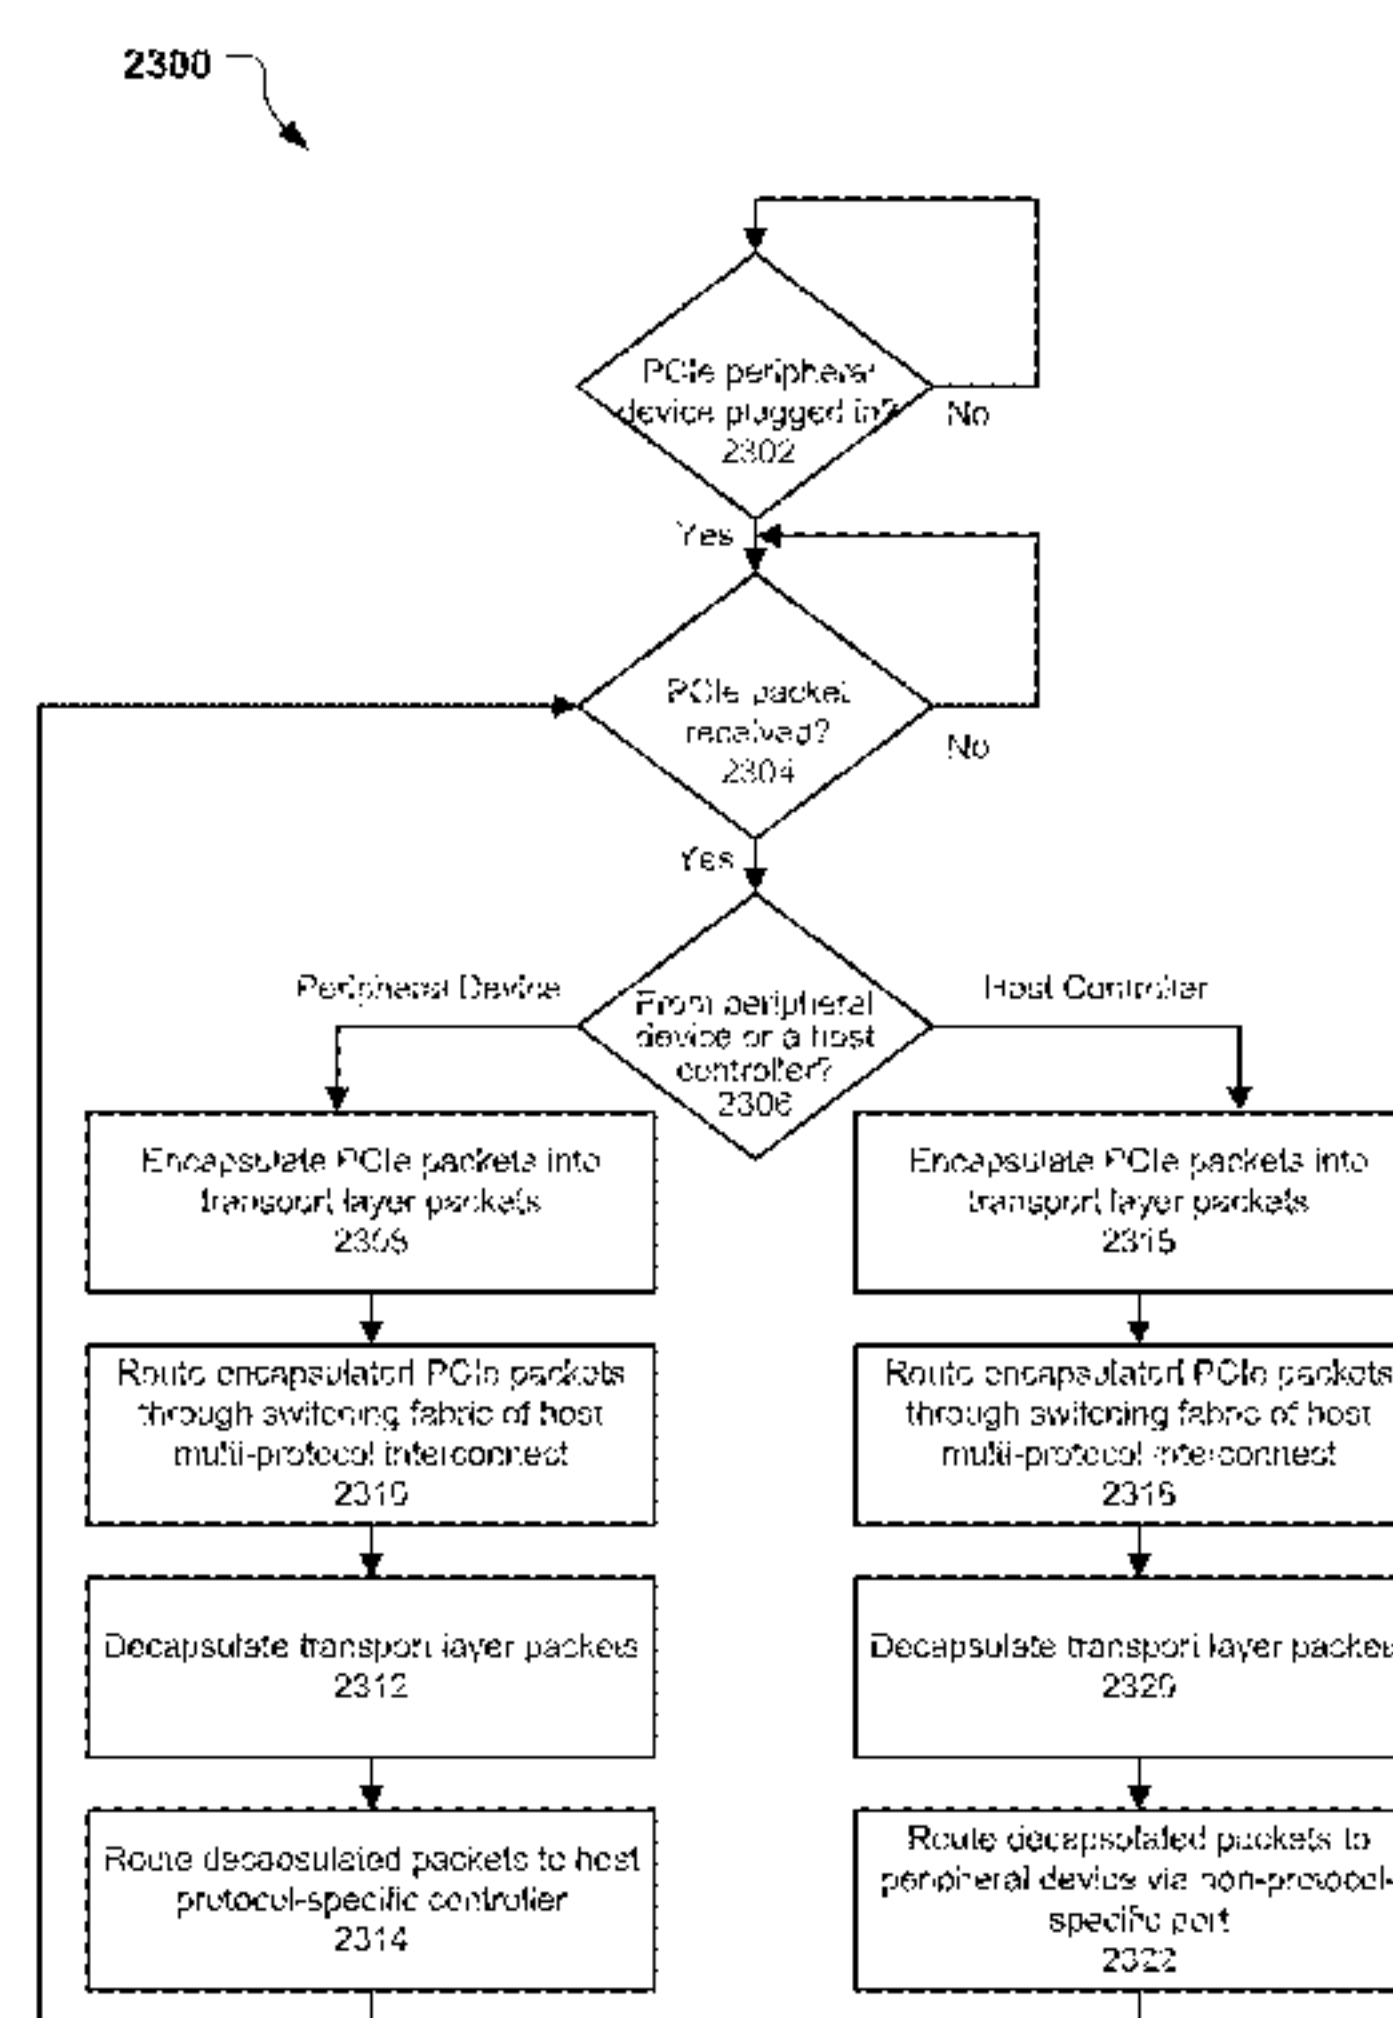 2300
PCIe peripheral
device plugged in?
2302
No
Yes
PCIe packet
received?
2304
No
Yes
Peripheral Device
Host Controller
From peripheral
device or a host
controller?
2306
Encapsulate PCIe packets into
transport layer packets
2308
Encapsulate PCIe packets into
transport layer packets
2316
Route encapsulated PCIe packets
through switching fabric of host
multi-protocol interconnect
2310
Route encapsulated PCIe packets
through switching fabric of host
multi-protocol interconnect
2318
Decapsulate transport layer packets
2312
Decapsulate transport layer packets
2320
Route decapsulated packets to host
protocol-specific controller
2314
Route decapsulated packets to
peripheral device via non-protocol-
specific port
2322